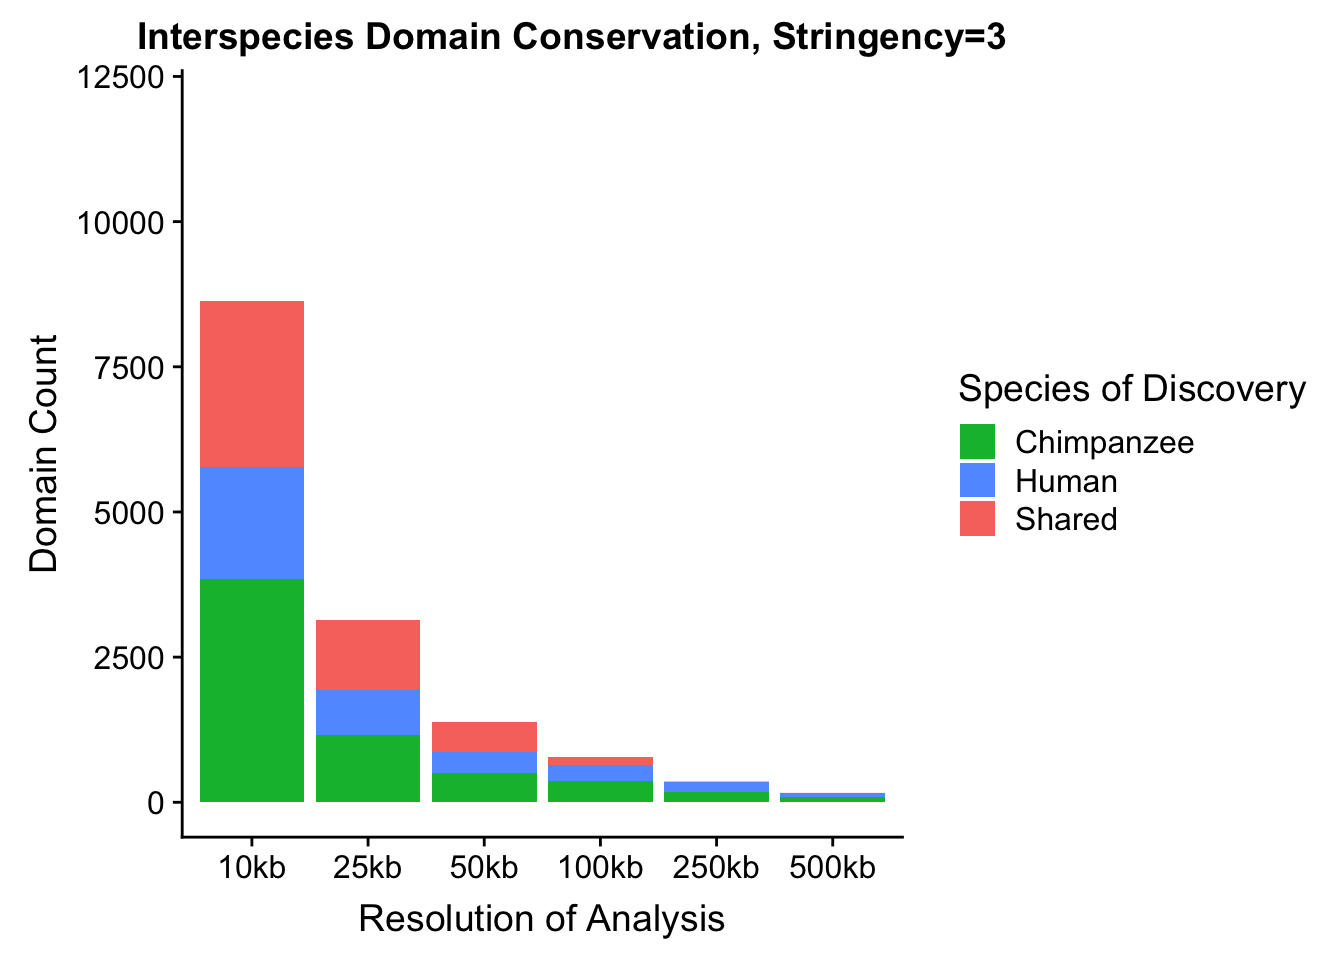 Interspecies Domain Conservation, Stringency=3
12500
10000
7500
5000
2500
0
Domain Count
10kb 25kb 50kb 100kb 250kb 500kb
Resolution of Analysis
Species of Discovery
Chimpanzee
Human
Shared